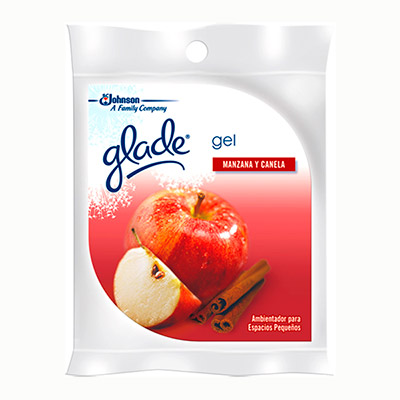 SC Johnson
A Family Company
glade®
gel
MANZANA Y CANELA
Ambientador para
Espacios Pequeños